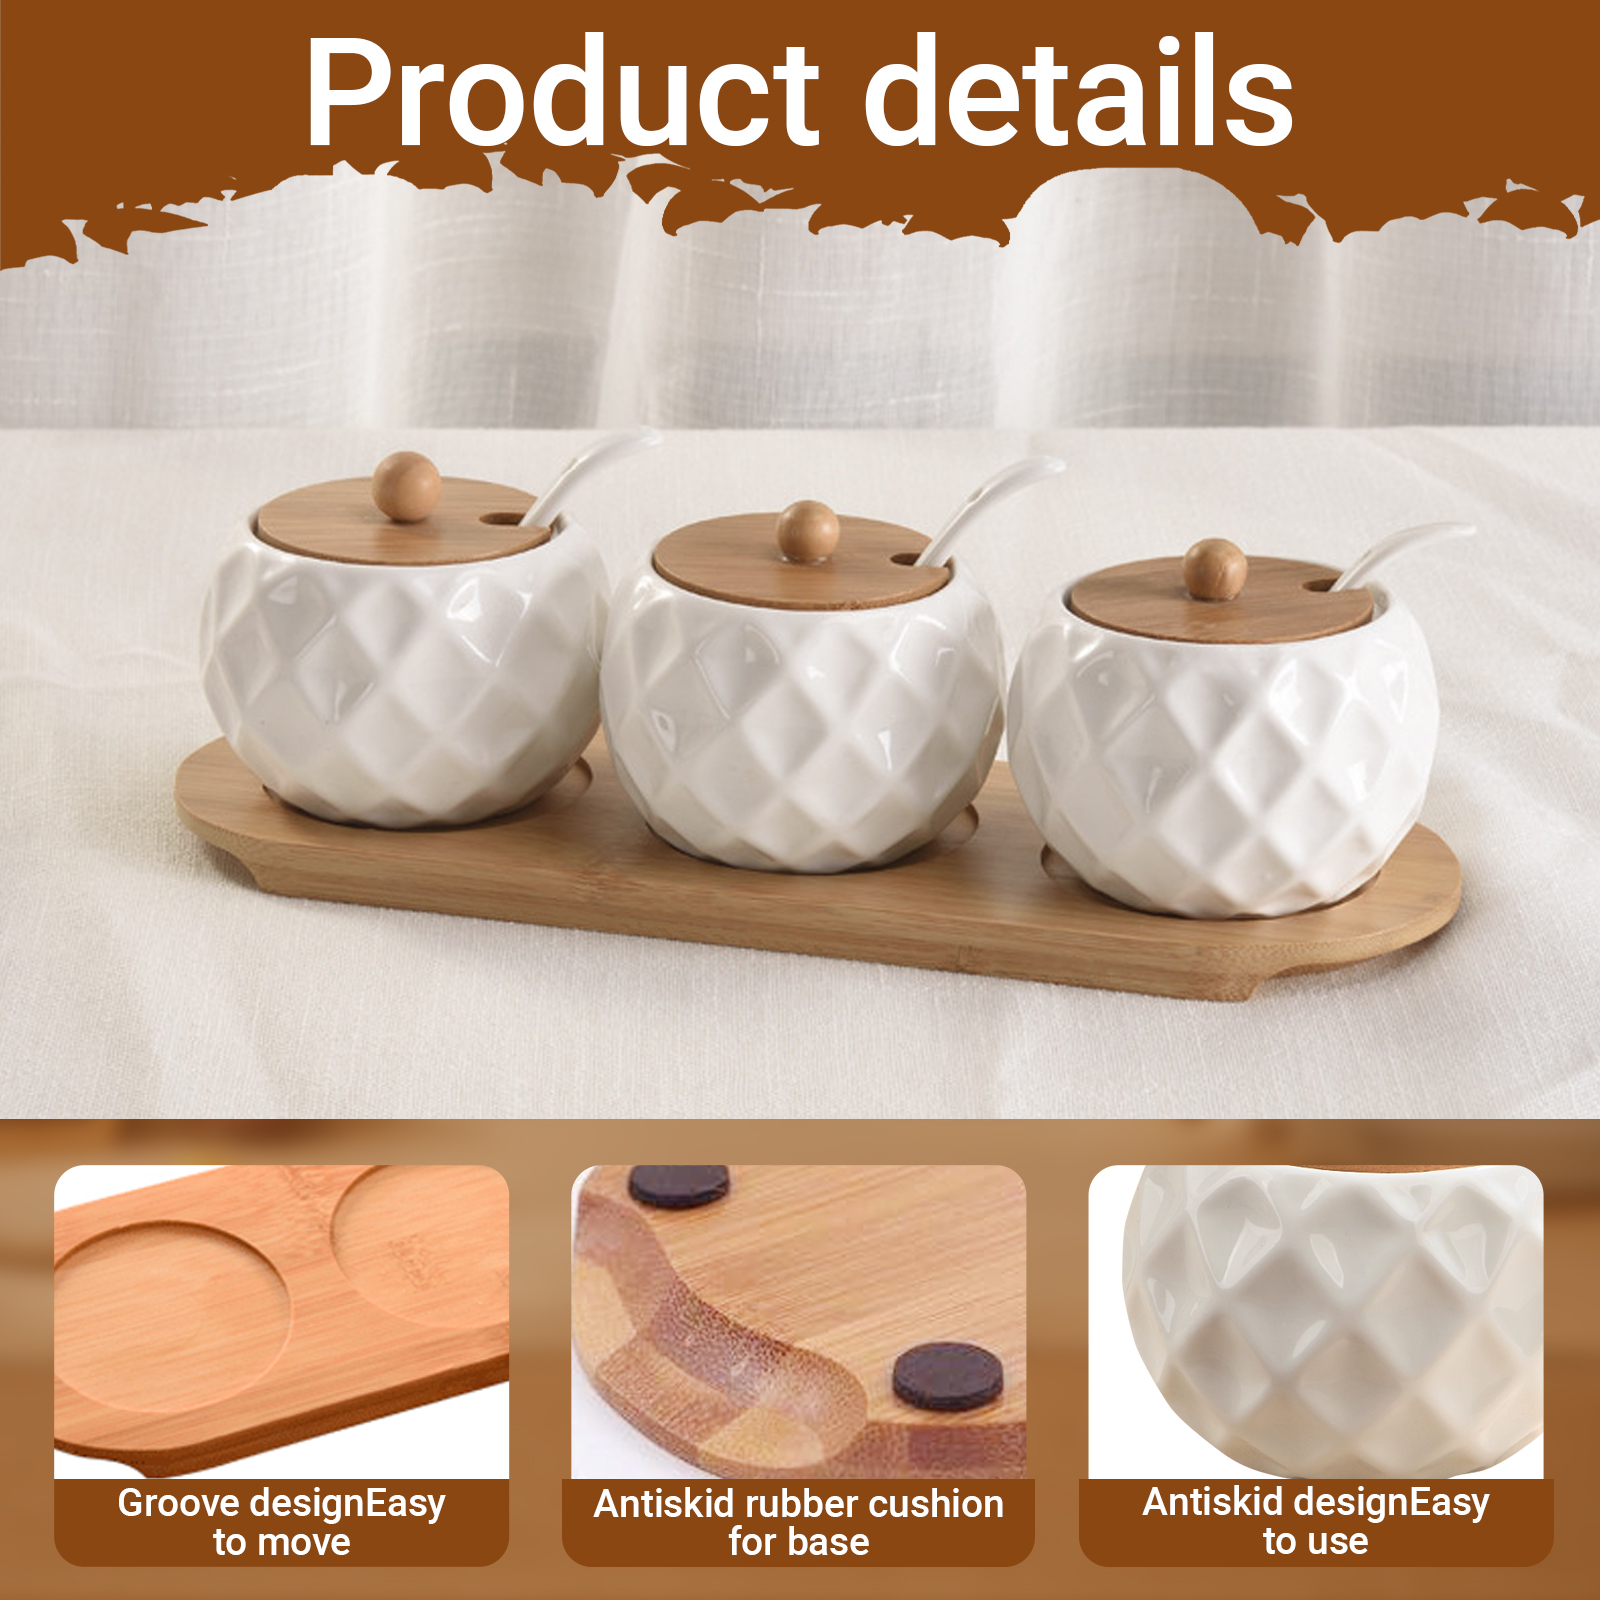 Product details
Groove designEasy
to move
Antiskid rubber cushion
for base
Antiskid designEasy
to use